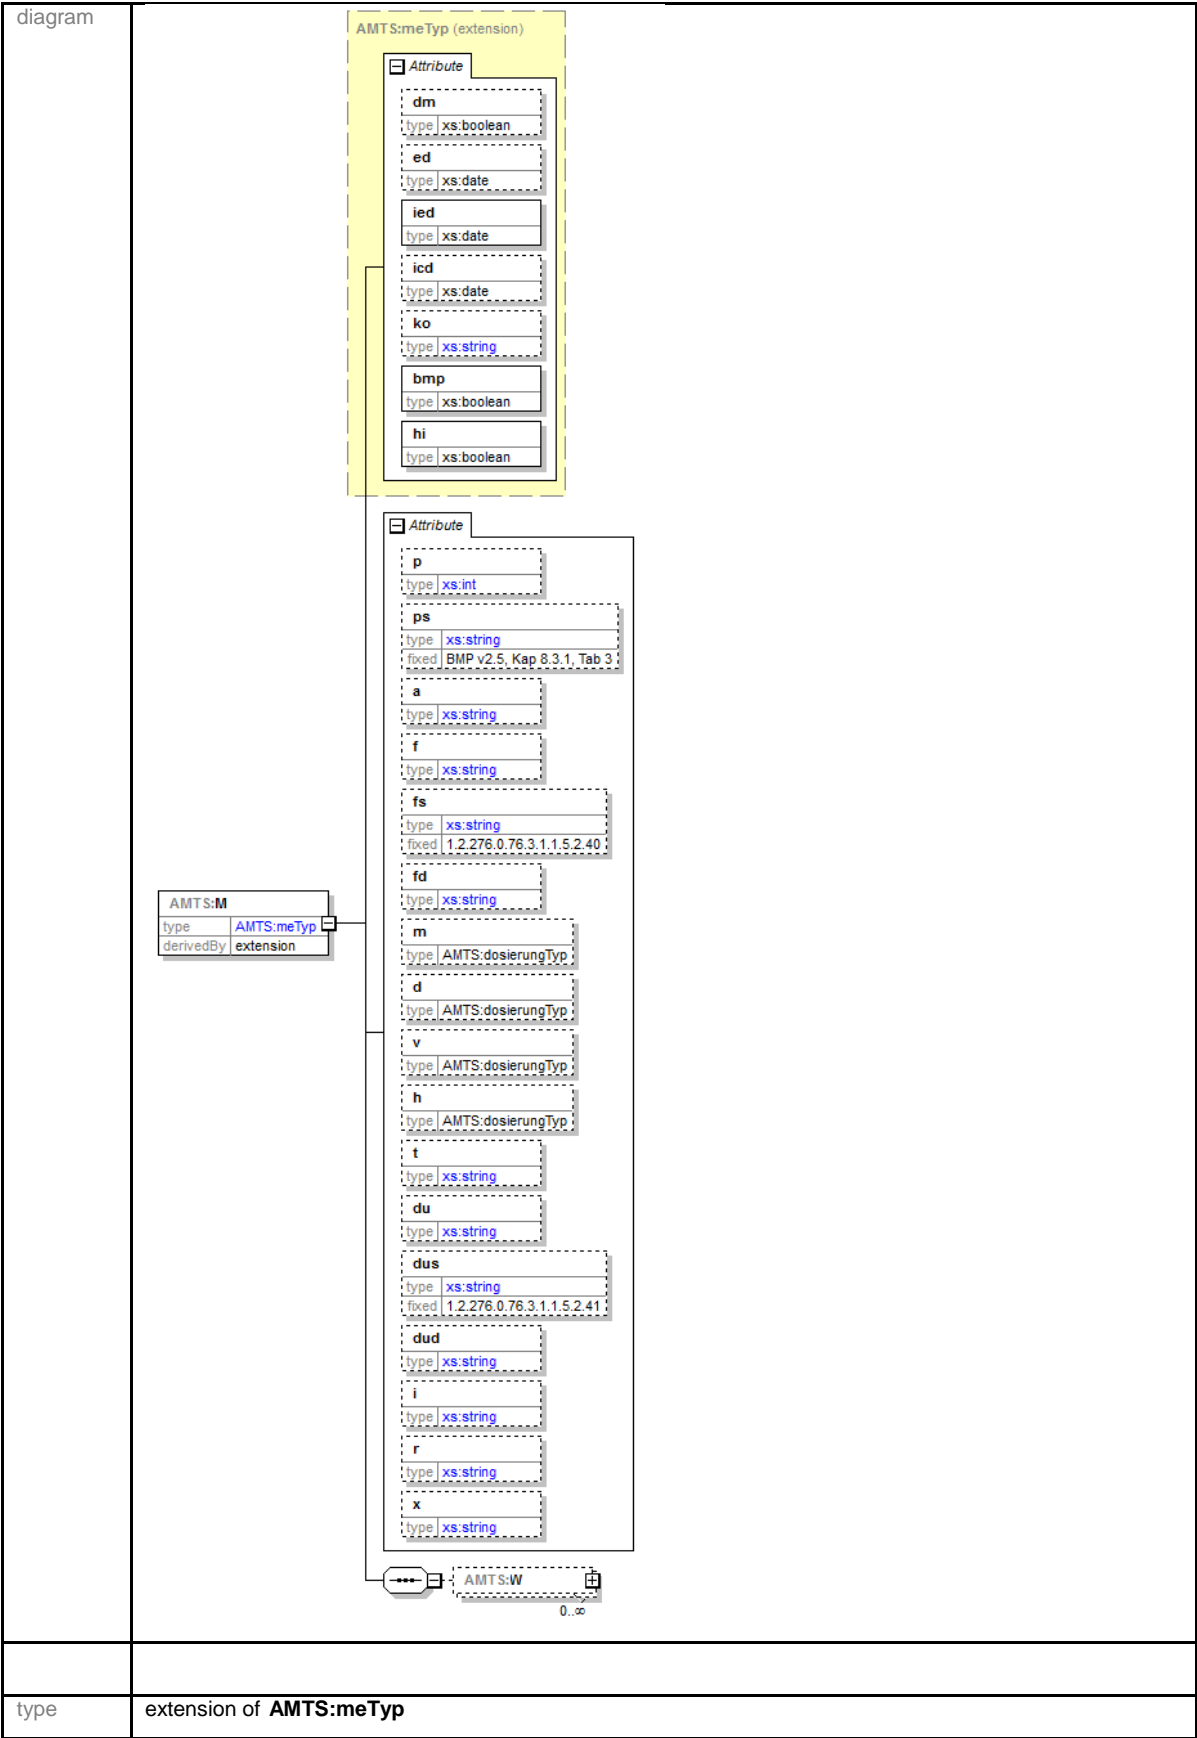 diagram
AMTS:meTyp (extension)
Attribute
dm
type xs:boolean
ed
type xs:date
ied
type xs:date
icd
type xs:date
ko
type xs:string
bmp
type xs:boolean
hi
type xs:boolean
Attribute
p
type xs:int
ps
type xs:string
fixed BMP v2.5, Kap 8.3.1, Tab 3
a
type xs:string
f
type xs:string
fs
type xs:string
fixed 1.2.276.0.76.3.1.1.5.2.40
fd
type xs:string
AMTS:M
type AMTS:meTyp
derivedBy extension
m
type AMTS:dosierungTyp
d
type AMTS:dosierungTyp
v
type AMTS:dosierungTyp
h
type AMTS:dosierungTyp
t
type xs:string
du
type xs:string
dus
type xs:string
fixed 1.2.276.0.76.3.1.1.5.2.41
dud
type xs:string
i
type xs:string
r
type xs:string
x
type xs:string
AMTS:W
0..∞
type extension of AMTS:meTyp